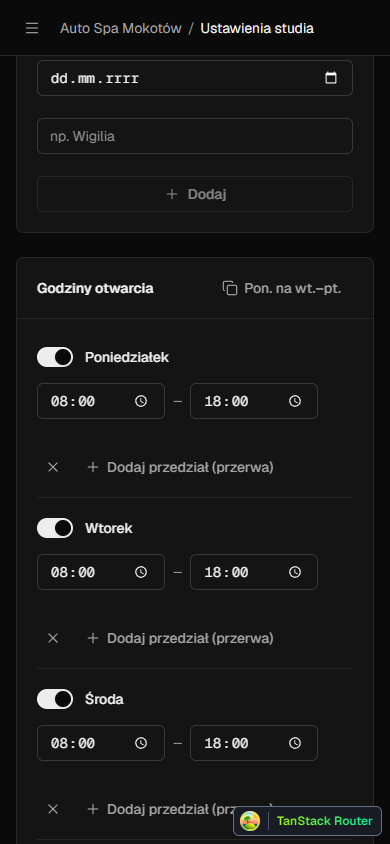 Auto Spa Mokotów / Ustawienia studia
dd.mm.rrrr
np. Wigilia
+ Dodaj
Godziny otwarcia
Pon. na wt.–pt.
Poniedziałek
08:00 – 18:00
× + Dodaj przedział (przerwa)
Wtorek
08:00 – 18:00
× + Dodaj przedział (przerwa)
Środa
08:00 – 18:00
× + Dodaj przedział
TanStack Router